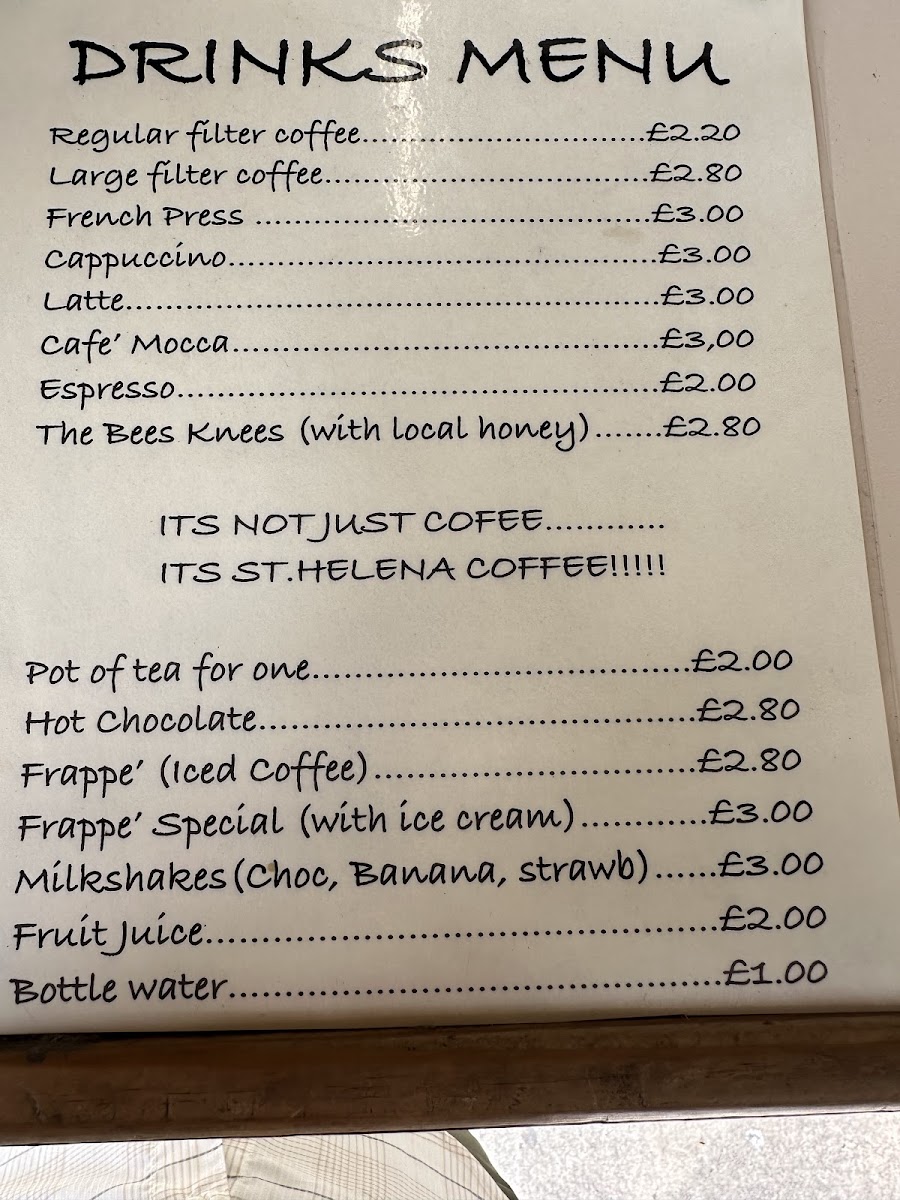 DRINKS MENU
Regular filter coffee............................£2.20
Large filter coffee................................£2.80
French Press .......................................£3.00
Cappuccino..........................................£3.00
Latte.....................................................£3.00
Cafe' Mocca..........................................£3,00
Espresso................................................£2.00
The Bees Knees (with local honey).......£2.80
ITS NOT JUST COFEE............
ITS ST.HELENA COFFEE!!!!!
Pot of tea for one.....................................£2.00
Hot Chocolate..........................................£2.80
Frappe' (Iced Coffee)...............................£2.80
Frappe' Special (with ice cream)............£3.00
Milkshakes(Choc, Banana, strawb)......£3.00
Fruit Juice.................................................£2.00
Bottle water...............................................£1.00